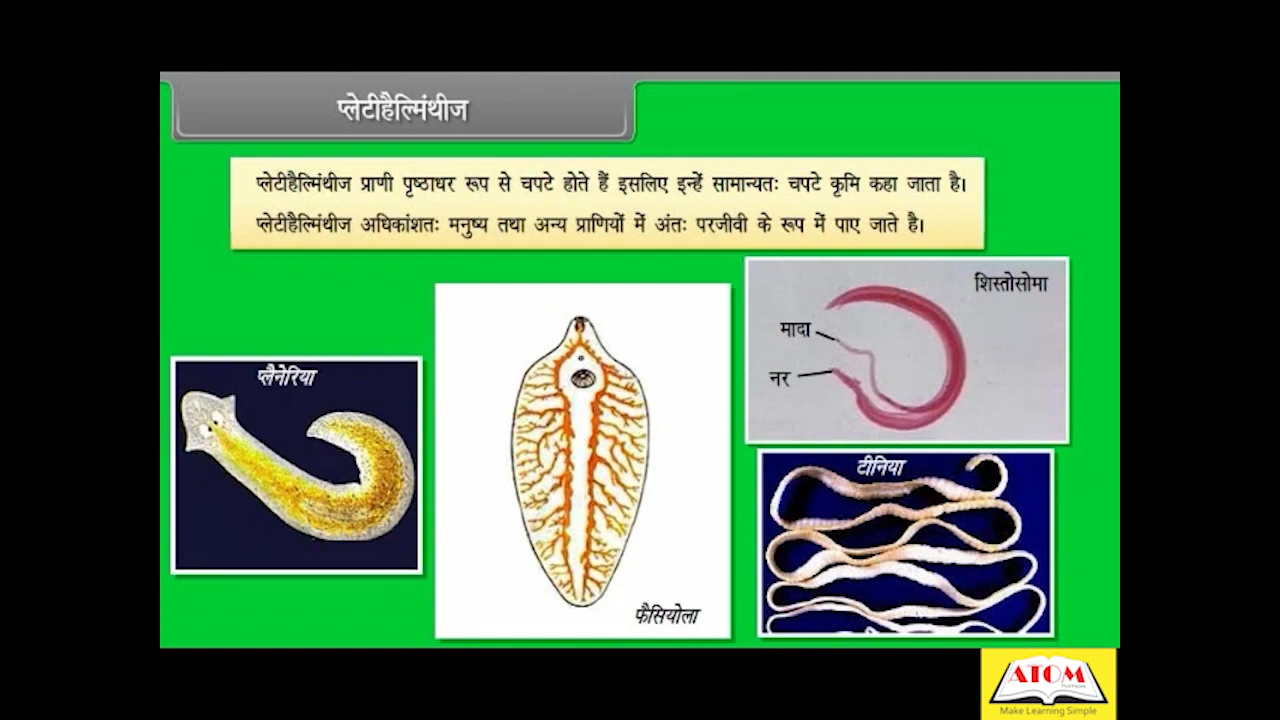 प्लेटीहैल्मिंथीज
प्लेटीहैल्मिंथीज प्राणी पृष्ठाधर रूप से चपटे होते हैं इसलिए इन्हें सामान्यतः चपटे कृमि कहा जाता है।
प्लेटीहैल्मिंथीज अधिकांशतः मनुष्य तथा अन्य प्राणियों में अंतः परजीवी के रूप में पाए जाते है।
शिस्तोसोमा
मादा
नर
प्लैनेरिया
टीनिया
फैसियोला
ATOM
Make Learning Simple